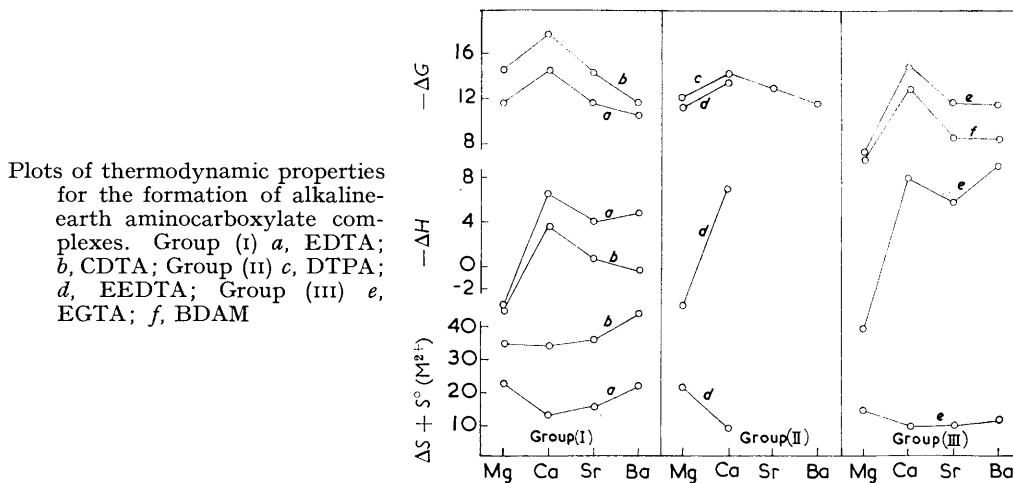 Plots of thermodynamic properties
for the formation of alkaline-
earth aminocarboxylate com-
plexes. Group (I) a, EDTA;
b, CDTA; Group (II) c, DTPA;
d, EEDTA; Group (III) e,
EGTA; f, BDAM
−ΔG
16
12
8
−ΔH
8
4
0
-2
ΔS + S° (M²⁺)
40
30
20
10
b
a
a
b
b
a
Group(I)
c
d
d
d
Group(II)
e
f
e
e
Group(III)
Mg Ca Sr Ba
Mg Ca Sr Ba
Mg Ca Sr Ba